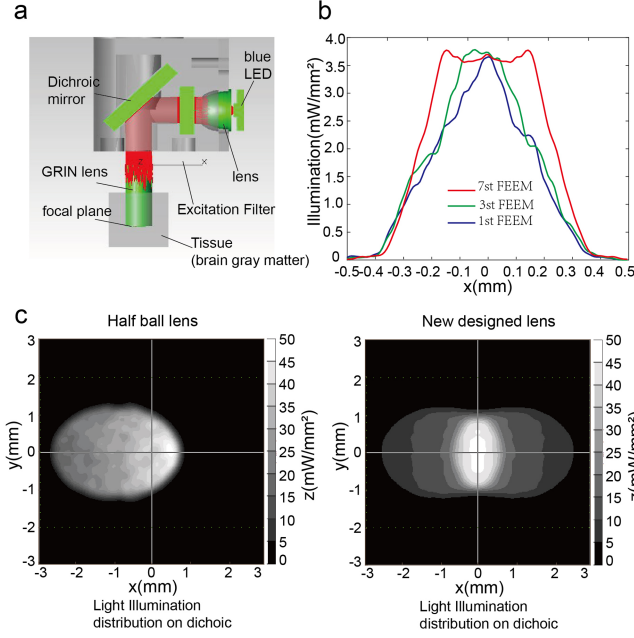 a
blue
LED
Dichroic
mirror
z
x
lens
GRIN lens
Excitation Filter
focal plane
Tissue
(brain gray matter)
b
Illumination(mW/mm²)
4.0
3.5
3.0
2.5
2.0
1.5
1.0
0.5
0
7st FEEM
3st FEEM
1st FEEM
-0.5 -0.4 -0.3 -0.2 -0.1 0 0.1 0.2 0.3 0.4 0.5
x(mm)
c
Half ball lens
y(mm)
3
2
1
0
-1
-2
-3
-3 -2 -1 0 1 2 3
x(mm)
50
45
40
35
30
25
20
15
10
5
0
z(mW/mm²)
Light Illumination
distribution on dichoic
New designed lens
y(mm)
3
2
1
0
-1
-2
-3
-3 -2 -1 0 1 2 3
x(mm)
50
45
40
35
30
25
20
15
10
5
0
z(mW/mm²)
Light Illumination
distribution on dichoic